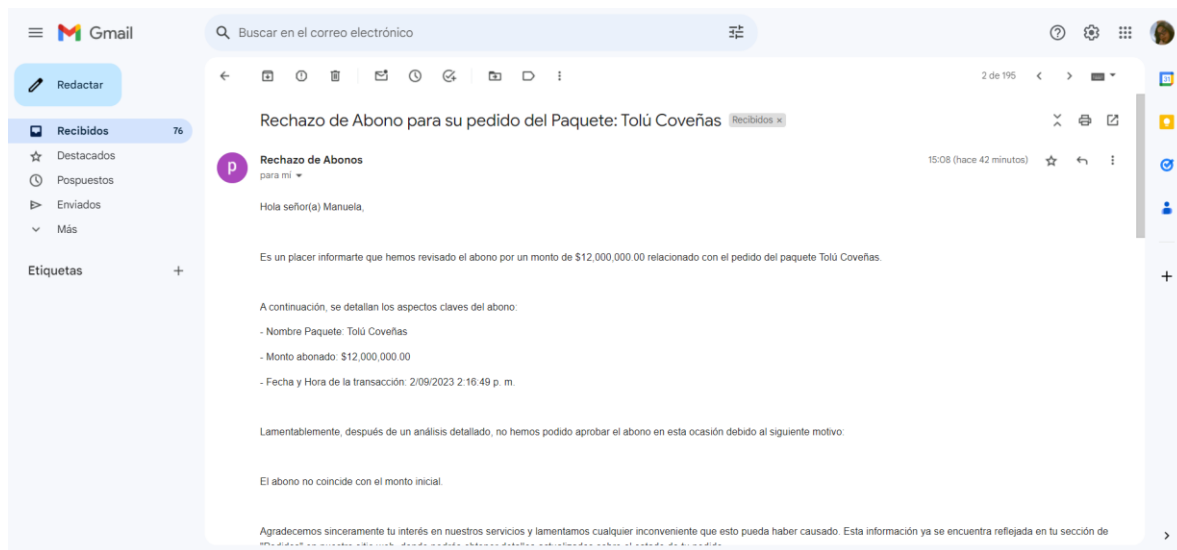 Gmail
Buscar en el correo electrónico
Redactar
2 de 195
Recibidos 76
Destacados
Pospuestos
Enviados
Más
Etiquetas
Rechazo de Abono para su pedido del Paquete: Tolú Coveñas Recibidos x
p
Rechazo de Abonos 15:08 (hace 42 minutos)
para mí
Hola señor(a) Manuela,
Es un placer informarte que hemos revisado el abono por un monto de $12,000,000.00 relacionado con el pedido del paquete Tolú Coveñas.
A continuación, se detallan los aspectos claves del abono:
- Nombre Paquete: Tolú Coveñas
- Monto abonado: $12,000,000.00
- Fecha y Hora de la transacción: 2/09/2023 2:16:49 p. m.
Lamentablemente, después de un análisis detallado, no hemos podido aprobar el abono en esta ocasión debido al siguiente motivo:
El abono no coincide con el monto inicial.
Agradecemos sinceramente tu interés en nuestros servicios y lamentamos cualquier inconveniente que esto pueda haber causado. Esta información ya se encuentra reflejada en tu sección de
31